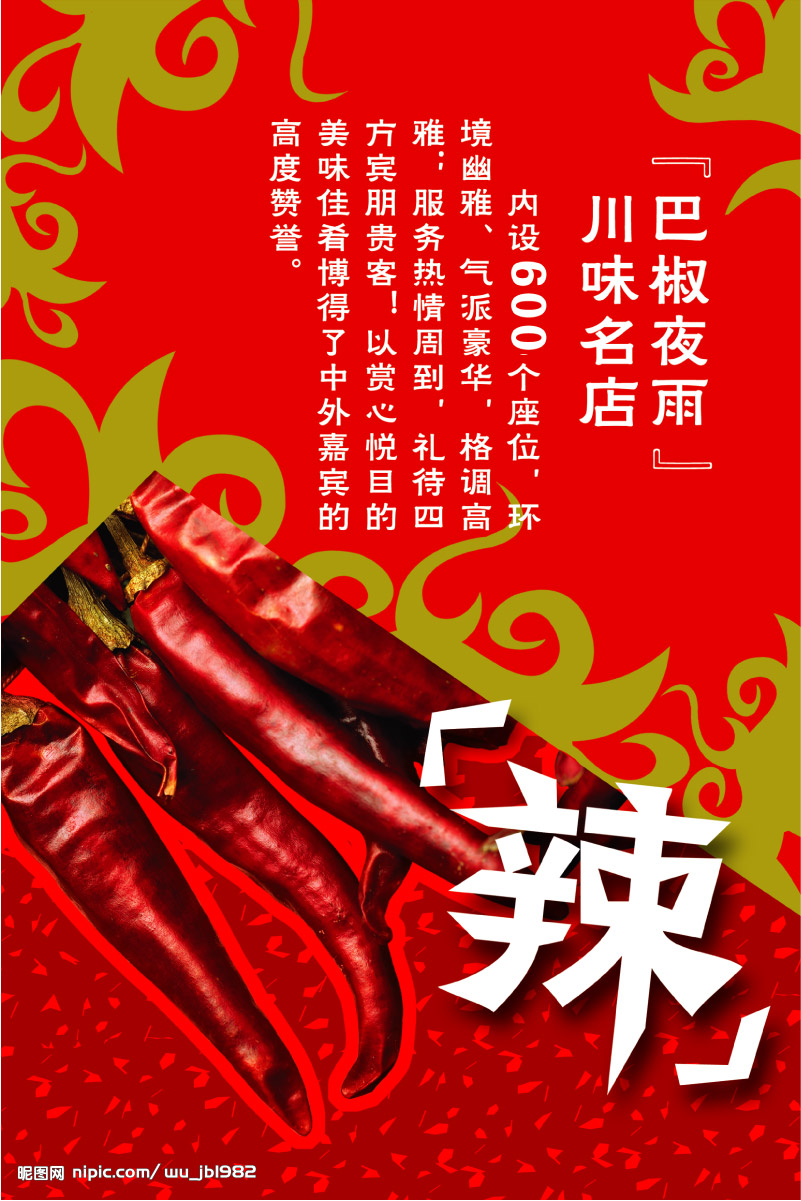 『巴椒夜雨』
川味名店
内设600个座位，环
境幽雅、气派豪华，格调高
雅；服务热情周到，礼待四
方宾朋贵客！以赏心悦目的
美味佳肴博得了中外嘉宾的
高度赞誉。
「辣」
昵图网 nipic.com/ wu_jbl982